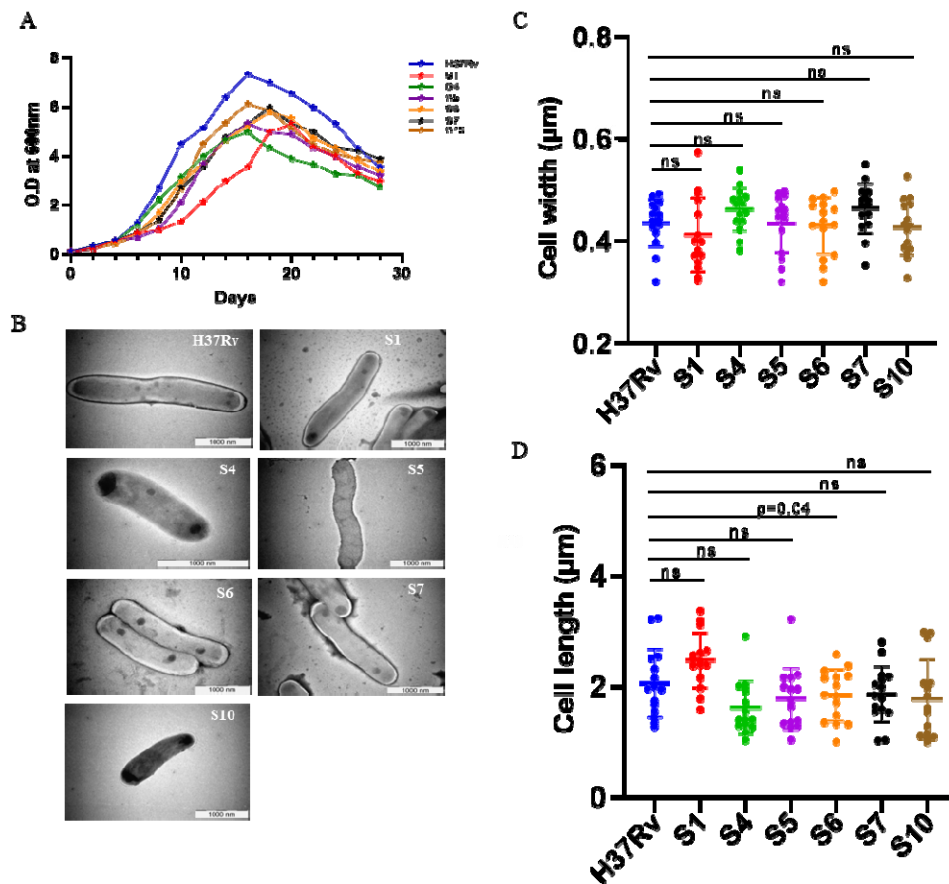 A
8
6
4
2
0
0
10
20
30
O.D at 600nm
Days
H37Rv
S1
S4
S6
S7
B
H37Rv
1000 nm
S1
1000 nm
S4
1000 nm
S5
1000 nm
S6
1000 nm
S7
1000 nm
S10
1000 nm
C
Cell width (µm)
0.8
0.6
0.4
0.2
ns
ns
ns
ns
ns
ns
H37Rv
S1
S4
S5
S6
S7
S10
D
Cell length (µm)
6
4
2
0
ns
ns
p=0.04
ns
ns
ns
H37Rv
S1
S4
S5
S6
S7
S10